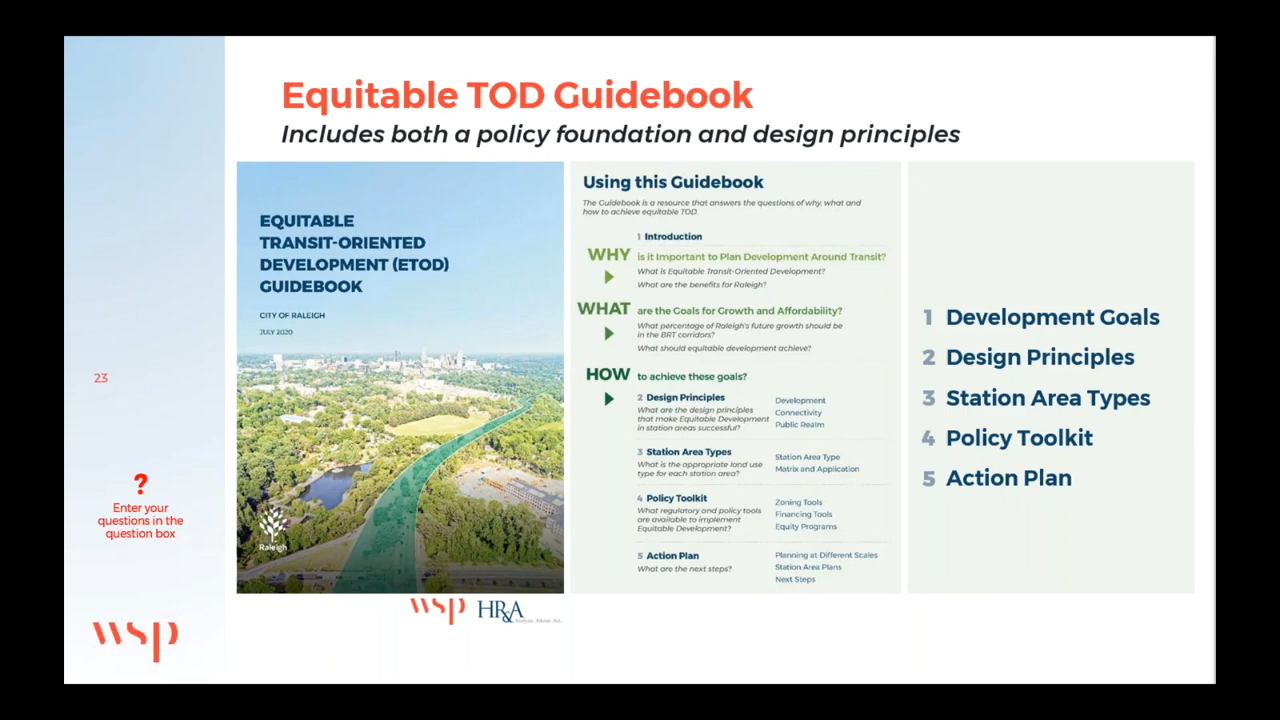 Equitable TOD Guidebook
Includes both a policy foundation and design principles
EQUITABLE
TRANSIT-ORIENTED
DEVELOPMENT (ETOD)
GUIDEBOOK
CITY OF RALEIGH
JULY 2020
Raleigh
Using this Guidebook
The Guidebook is a resource that answers the questions of why, what and
how to achieve equitable TOD.
1 Introduction
WHY is it Important to Plan Development Around Transit?
What is Equitable Transit-Oriented Development?
What are the benefits for Raleigh?
WHAT are the Goals for Growth and Affordability?
What percentage of Raleigh's future growth should be
in the BRT corridors?
What should equitable development achieve?
HOW to achieve these goals?
2 Design Principles
What are the design principles
that make Equitable Development
in station areas successful?
Development
Connectivity
Public Realm
3 Station Area Types
What is the appropriate land use
type for each station area?
Station Area Type
Matrix and Application
4 Policy Toolkit
What regulatory and policy tools
are available to implement
Equitable Development?
Zoning Tools
Financing Tools
Equity Programs
5 Action Plan
What are the next steps?
Planning at Different Scales
Station Area Plans
Next Steps
1 Development Goals
2 Design Principles
3 Station Area Types
4 Policy Toolkit
5 Action Plan
23
?
Enter your
questions in the
question box
wsp
wsp HR&A
Analyze. Advise. Act.